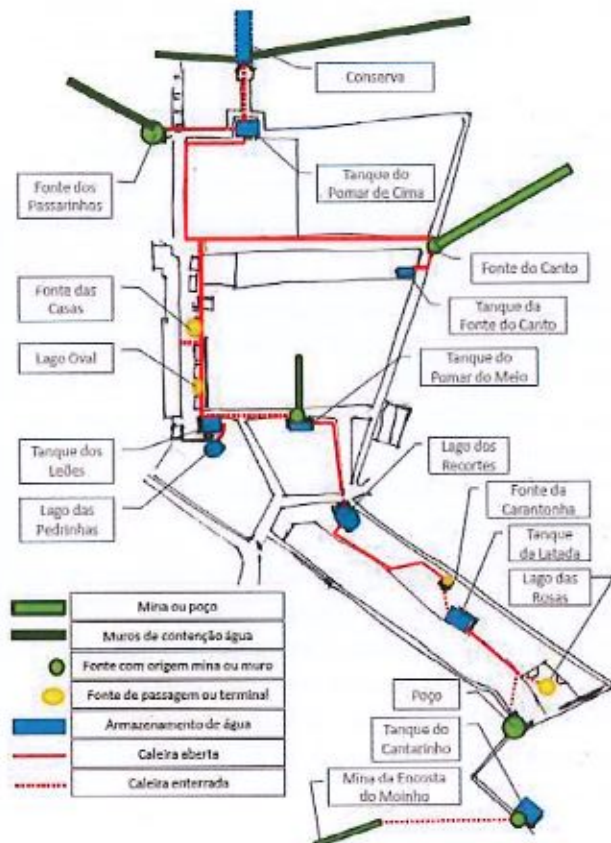 Conserva
Fonte dos
Passarinhos
Tanque do
Pomar de Cima
Fonte do Canto
Fonte das
Casas
Tanque da
Fonte do Canto
Lago Oval
Tanque do
Pomar do Meio
Tanque dos
Leões
Lago dos
Recortes
Lago das
Pedrinhas
Fonte da
Carantonha
Tanque
da Latada
Lago das
Rosas
Mina ou poço
Muros de contenção água
Fonte com origem mina ou muro
Fonte de passagem ou terminal
Armazenamento de água
Caleira aberta
Caleira enterrada
Poço
Tanque do
Cantarinho
Mina da Encosta
do Moinho